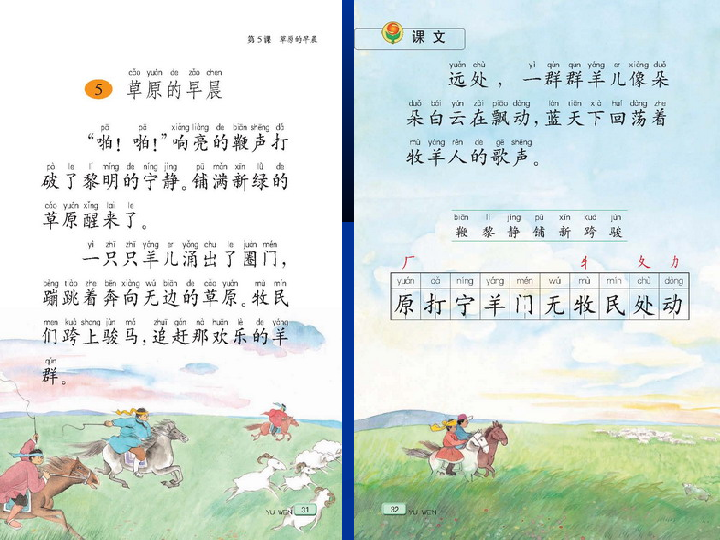 第5课 草原的早晨
cǎo yuán de zǎo chen
5 草原的早晨
pā pā xiǎng liàng de biān shēng dǎ
“啪！啪！”响亮的鞭声打
pò le lí míng de níng jìng pū mǎn xīn lǜ de
破了黎明的宁静。铺满新绿的
cǎo yuán xǐng lái le
草原醒来了。
yì zhī zhī yáng er yǒng chu le juàn mén
一只只羊儿涌出了圈门，
bèng tiào zhe bēn xiàng wú biān de cǎo yuán mù mín
蹦跳着奔向无边的草原。牧民
men kuà shang jùn mǎ zhuī gǎn nà huān lè de yáng
们跨上骏马，追赶那欢乐的羊
qún
群。
YU WEN 31
课文
yuǎn chù yì qún qun yáng er xiàng duǒ
远处，一群群羊儿像朵
duǒ bái yún zài piāo dòng lán tiān xià huí dàng zhe
朵白云在飘动，蓝天下回荡着
mù yáng rén de gē shēng
牧羊人的歌声。
biān lí jìng pū xīn kuà jùn
鞭 黎 静 铺 新 跨 骏
厂 牜 夂 力
yuán dǎ níng yáng mén wú mù mín chù dòng
原 打 宁 羊 门 无 牧 民 处 动
32 YU WEN